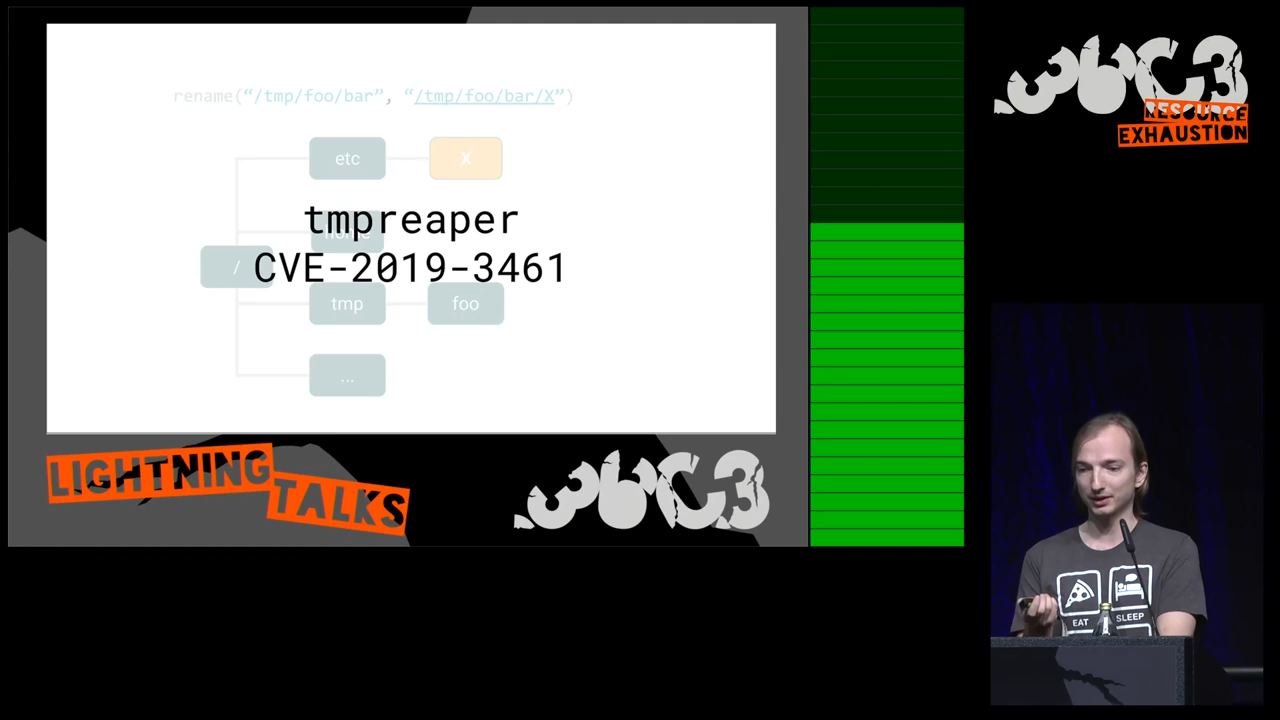 rename(“/tmp/foo/bar”, “/tmp/foo/bar/X”)
etc X
tmpreaper
home
/ CVE-2019-3461
tmp foo
...
LIGHTNING
TALKS
36C3
36C3
RESOURCE
EXHAUSTION
EAT SLEEP